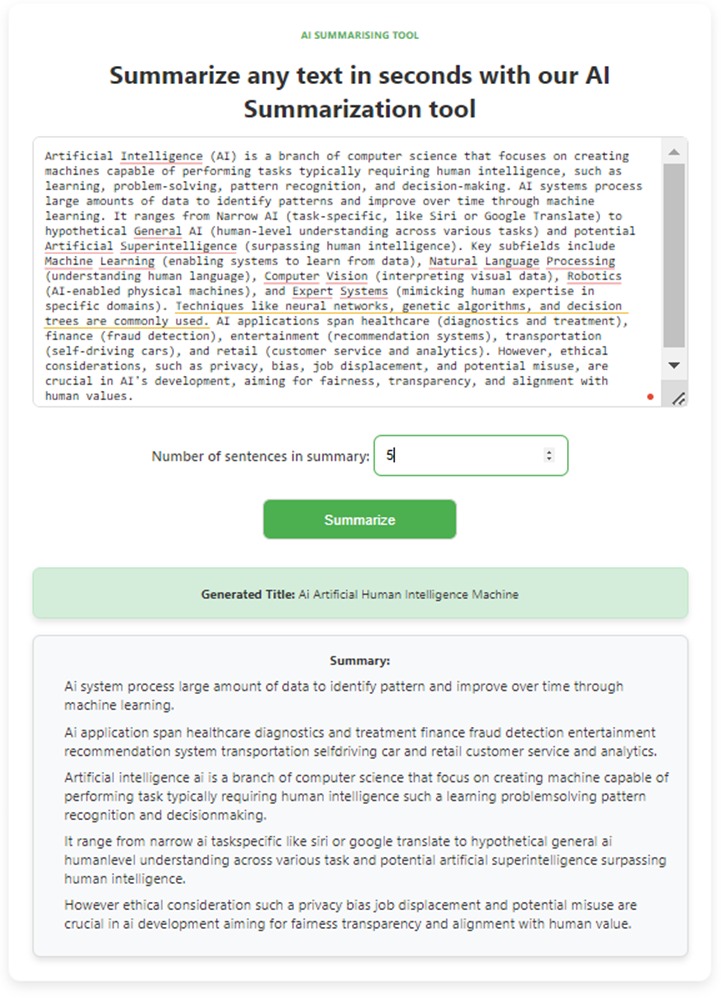 AI SUMMARISING TOOL
Summarize any text in seconds with our AI
Summarization tool
Artificial Intelligence (AI) is a branch of computer science that focuses on creating
machines capable of performing tasks typically requiring human intelligence, such as
learning, problem-solving, pattern recognition, and decision-making. AI systems process
large amounts of data to identify patterns and improve over time through machine
learning. It ranges from Narrow AI (task-specific, like Siri or Google Translate) to
hypothetical General AI (human-level understanding across various tasks) and potential
Artificial Superintelligence (surpassing human intelligence). Key subfields include
Machine Learning (enabling systems to learn from data), Natural Language Processing
(understanding human language), Computer Vision (interpreting visual data), Robotics
(AI-enabled physical machines), and Expert Systems (mimicking human expertise in
specific domains). Techniques like neural networks, genetic algorithms, and decision
trees are commonly used. AI applications span healthcare (diagnostics and treatment),
finance (fraud detection), entertainment (recommendation systems), transportation
(self-driving cars), and retail (customer service and analytics). However, ethical
considerations, such as privacy, bias, job displacement, and potential misuse, are
crucial in AI's development, aiming for fairness, transparency, and alignment with
human values.
Number of sentences in summary: 5
Summarize
Generated Title: Ai Artificial Human Intelligence Machine
Summary:
Ai system process large amount of data to identify pattern and improve over time through
machine learning.
Ai application span healthcare diagnostics and treatment finance fraud detection entertainment
recommendation system transportation selfdriving car and retail customer service and analytics.
Artificial intelligence ai is a branch of computer science that focus on creating machine capable of
performing task typically requiring human intelligence such a learning problemsolving pattern
recognition and decisionmaking.
It range from narrow ai taskspecific like siri or google translate to hypothetical general ai
humanlevel understanding across various task and potential artificial superintelligence surpassing
human intelligence.
However ethical consideration such a privacy bias job displacement and potential misuse are
crucial in ai development aiming for fairness transparency and alignment with human value.